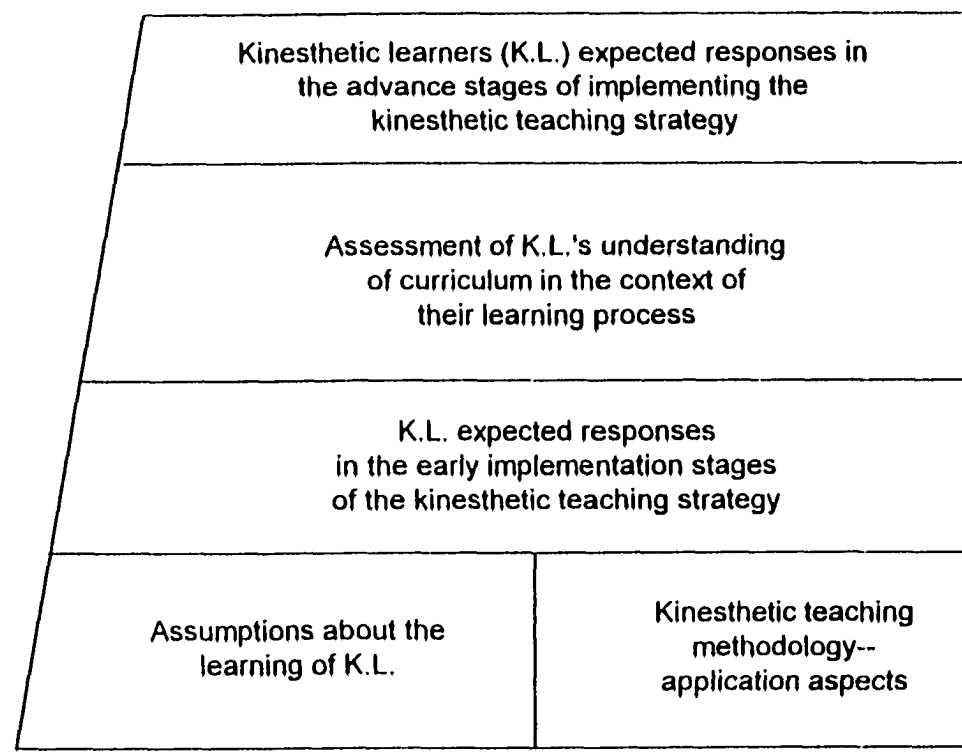 Kinesthetic learners (K.L.) expected responses in
the advance stages of implementing the
kinesthetic teaching strategy
Assessment of K.L.'s understanding
of curriculum in the context of
their learning process
K.L. expected responses
in the early implementation stages
of the kinesthetic teaching strategy
Assumptions about the
learning of K.L.
Kinesthetic teaching
methodology--
application aspects